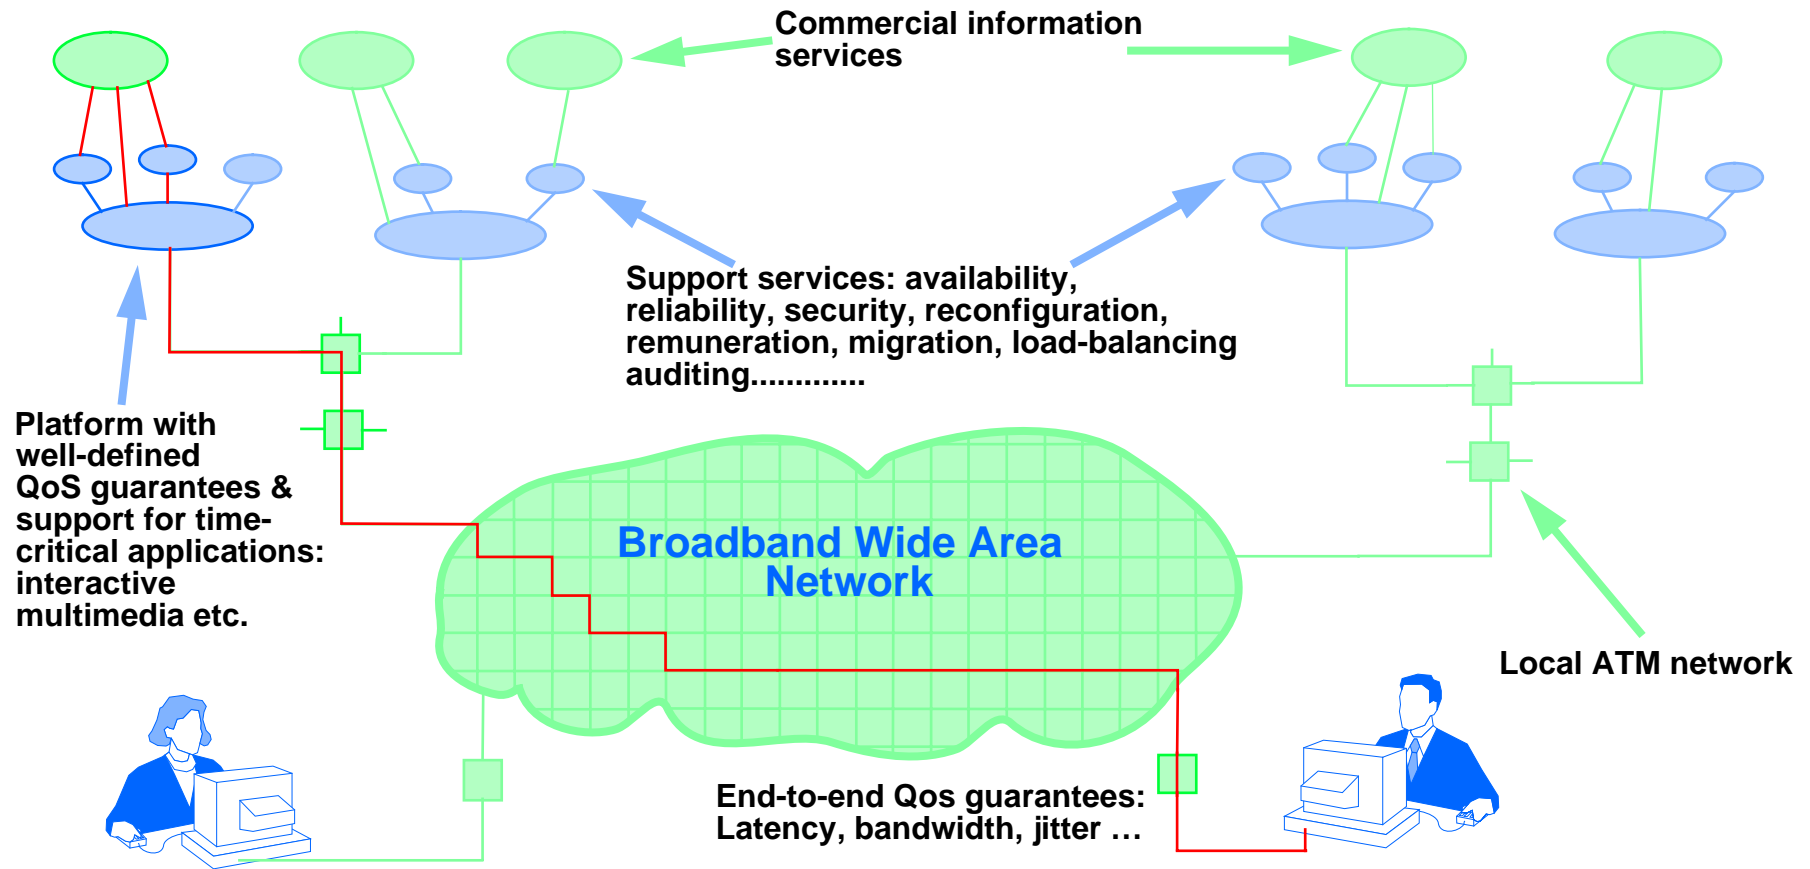 Commercial information
services
Support services: availability,
reliability, security, reconfiguration,
remuneration, migration, load-balancing
auditing.............
Platform with
well-defined
QoS guarantees &
support for time-
critical applications:
interactive
multimedia etc.
Broadband Wide Area
Network
Local ATM network
End-to-end Qos guarantees:
Latency, bandwidth, jitter …